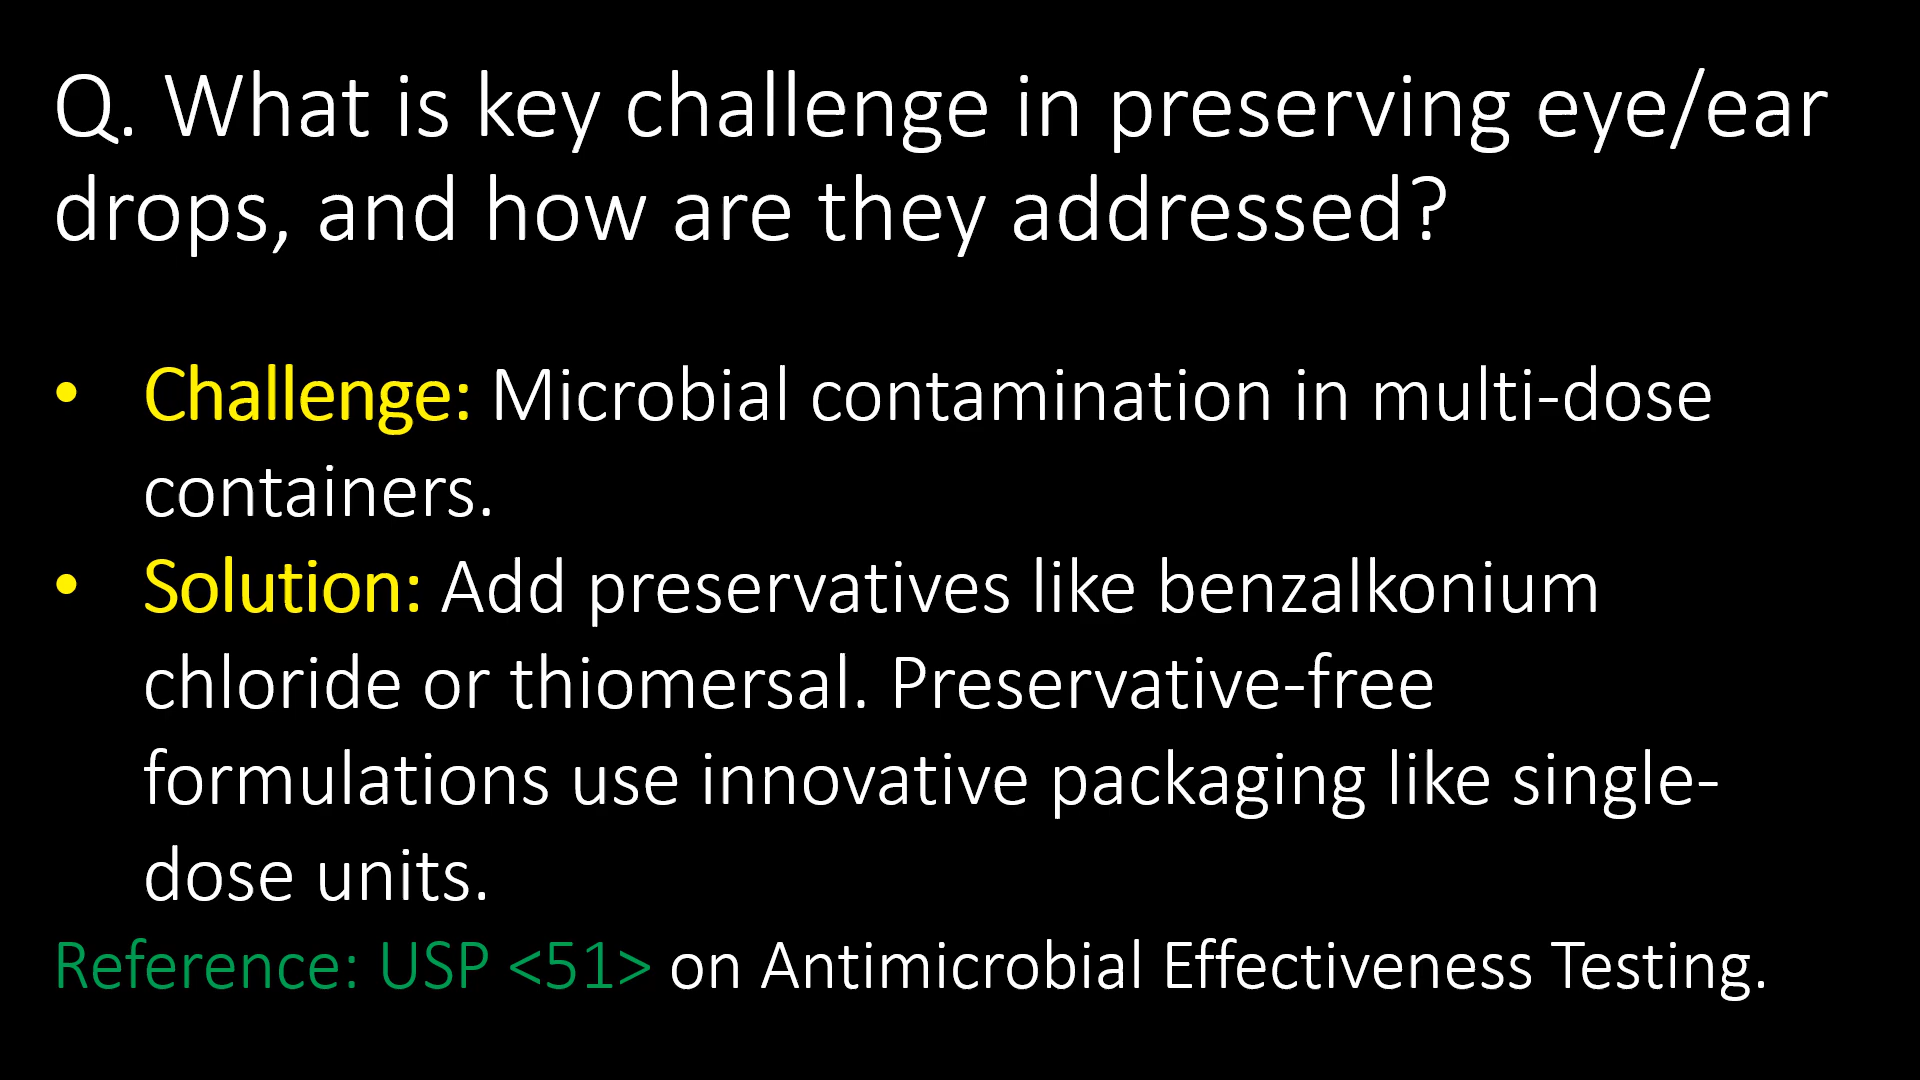 Q. What is key challenge in preserving eye/ear
drops, and how are they addressed?
• Challenge: Microbial contamination in multi-dose
containers.
• Solution: Add preservatives like benzalkonium
chloride or thiomersal. Preservative-free
formulations use innovative packaging like single-
dose units.
Reference: USP <51> on Antimicrobial Effectiveness Testing.